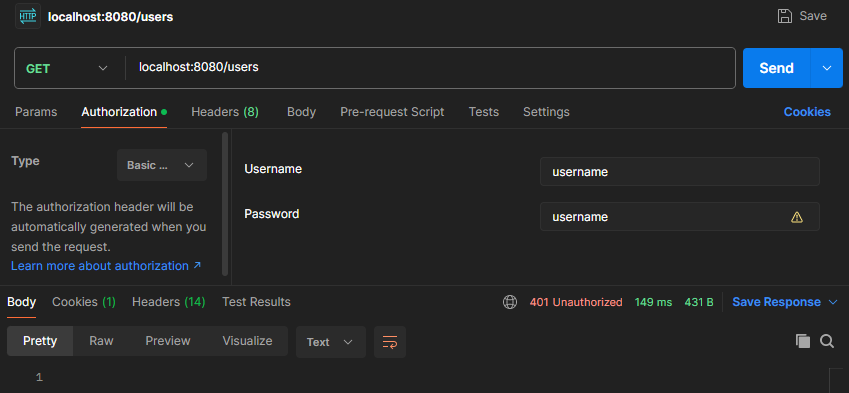 HTTP localhost:8080/users Save
GET localhost:8080/users Send
Params Authorization Headers (8) Body Pre-request Script Tests Settings Cookies
Type Basic ...
The authorization header will be
automatically generated when you
send the request.
Learn more about authorization ↗
Username username
Password username
Body Cookies (1) Headers (14) Test Results 401 Unauthorized 149 ms 431 B Save Response
Pretty Raw Preview Visualize Text
1